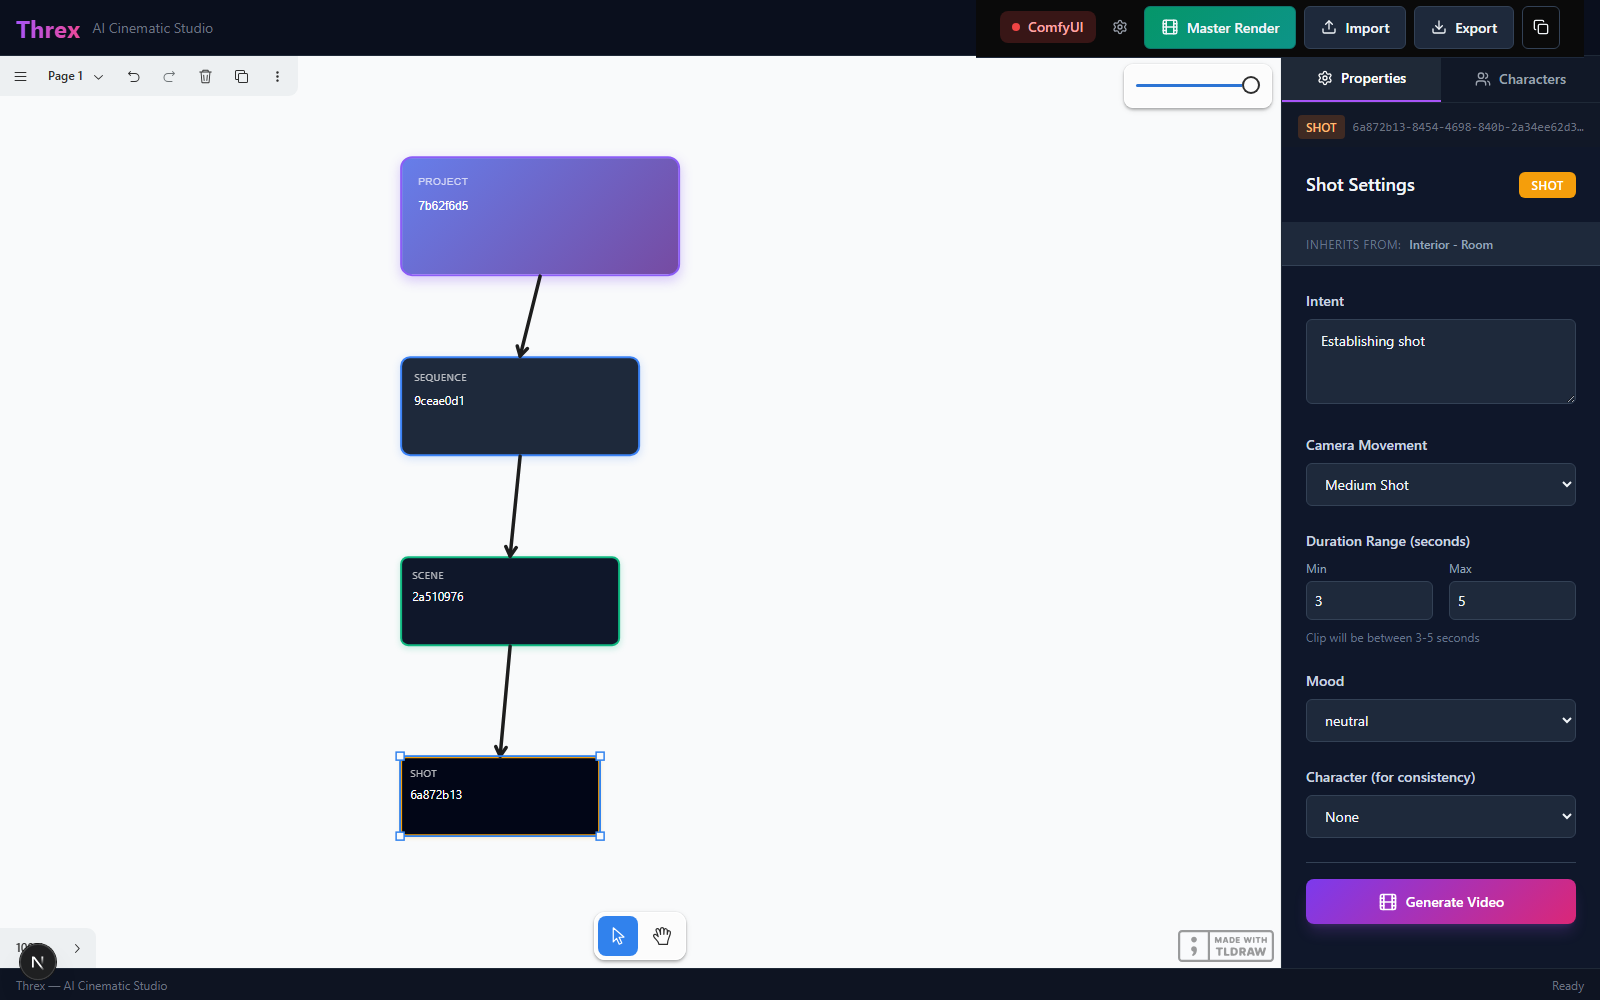 Threx AI Cinematic Studio
ComfyUI
Master Render
Import
Export
Page 1
Properties
Characters
SHOT 6a872b13-8454-4698-840b-2a34ee62d3…
Shot Settings
SHOT
INHERITS FROM: Interior - Room
Intent
Establishing shot
Camera Movement
Medium Shot
Duration Range (seconds)
Min
Max
3
5
Clip will be between 3-5 seconds
Mood
neutral
Character (for consistency)
None
Generate Video
PROJECT
7b62f6d5
SEQUENCE
9ceae0d1
SCENE
2a510976
SHOT
6a872b13
N
MADE WITH
TLDRAW
Threx — AI Cinematic Studio
Ready